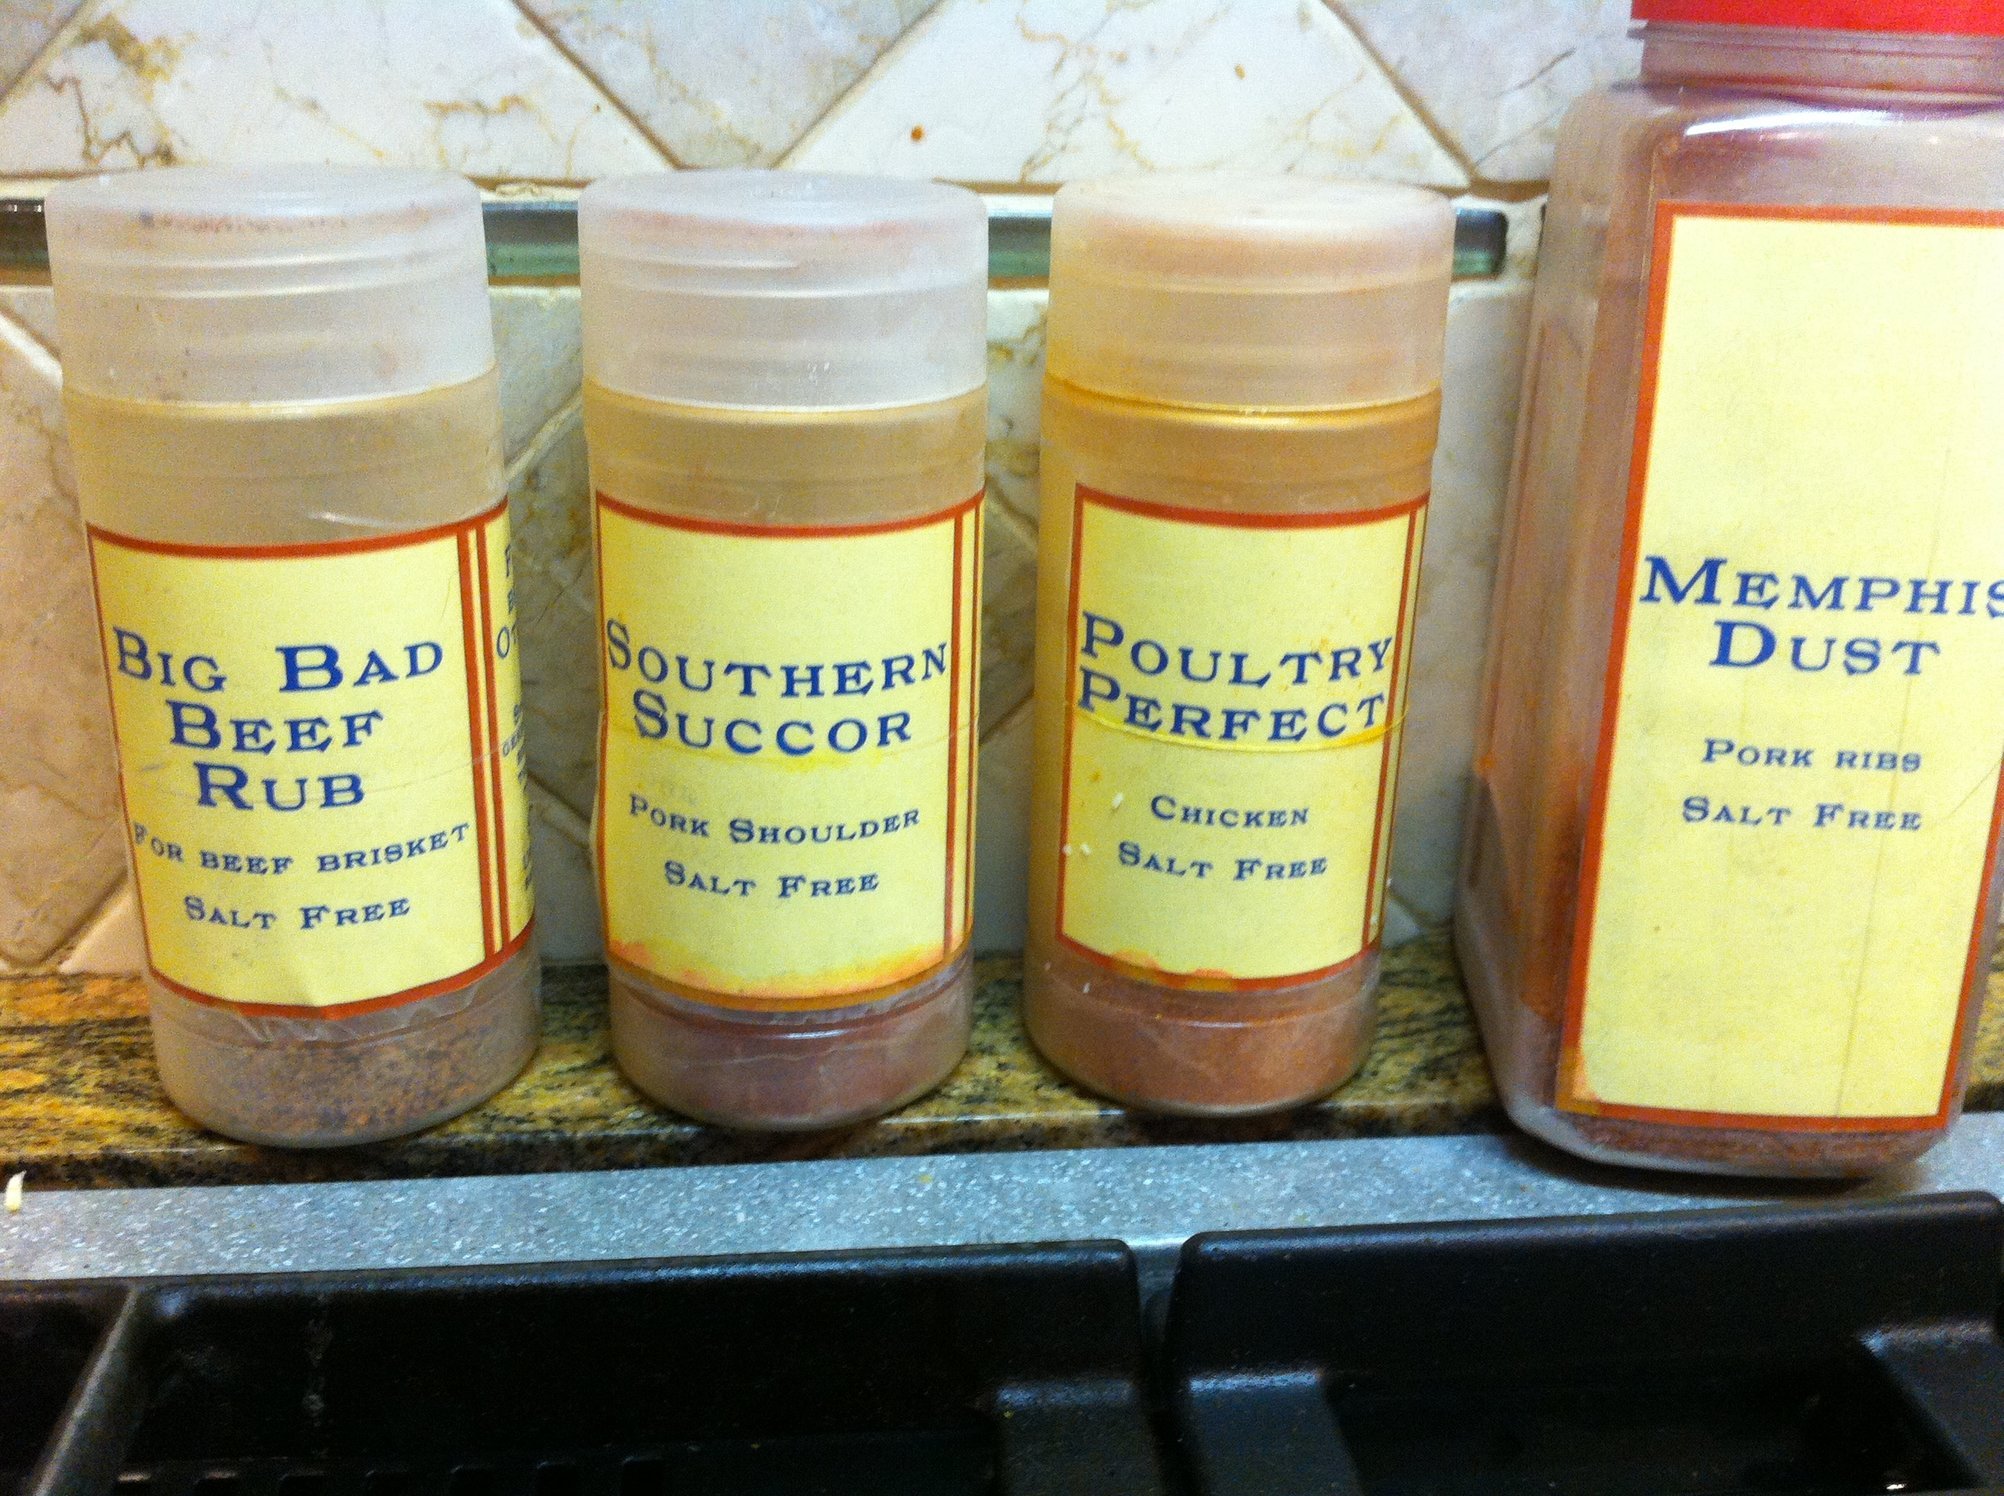 Big Bad
Beef
Rub
For beef brisket
Salt Free
Southern
Succor
Pork Shoulder
Salt Free
Poultry
Perfect
Chicken
Salt Free
Memphis
Dust
Pork ribs
Salt Free